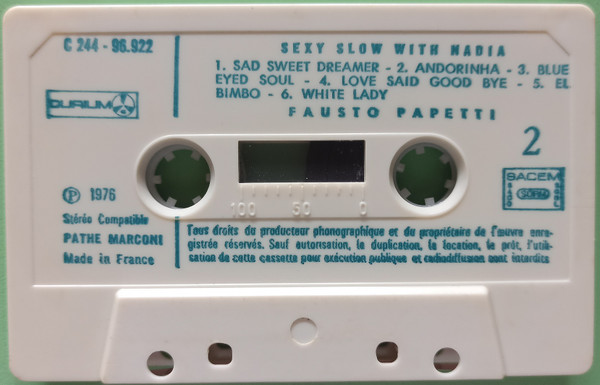 C 244 - 96.922
SEXY SLOW WITH NADIA
1. SAD SWEET DREAMER - 2. ANDORINHA - 3. BLUE
EYED SOUL - 4. LOVE SAID GOOD BYE - 5. EL
BIMBO - 6. WHITE LADY
FAUSTO PAPETTI
DURIUM
2
SACEM
SDRM
℗ 1976
Stéréo Compatible
PATHE MARCONI
Made in France
100 50 0
Tous droits du producteur phonographique et du propriétaire de l'œuvre enre-
gistrée réservés. Sauf autorisation, la duplication, la location, le prêt, l'utili-
sation de cette cassette pour exécution publique et radiodiffusion sont interdits